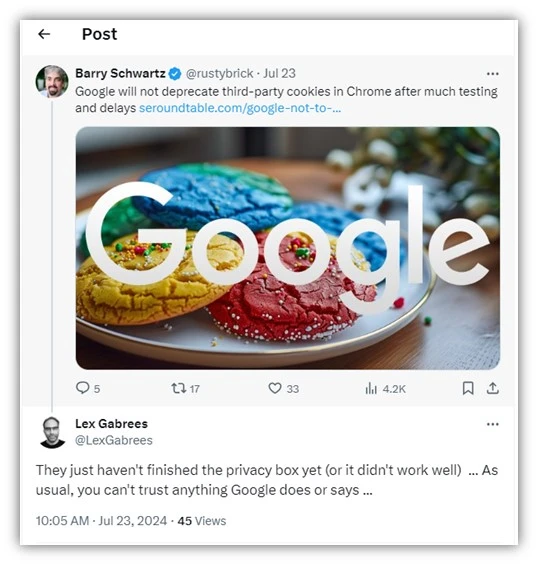 ← Post
Barry Schwartz @rustybrick · Jul 23 ...
Google will not deprecate third-party cookies in Chrome after much testing
and delays seroundtable.com/google-not-to-...
Google
5 17 33 4.2K
Lex Gabrees ...
@LexGabrees
They just haven't finished the privacy box yet (or it didn't work well) ... As
usual, you can't trust anything Google does or says ...
10:05 AM · Jul 23, 2024 · 45 Views